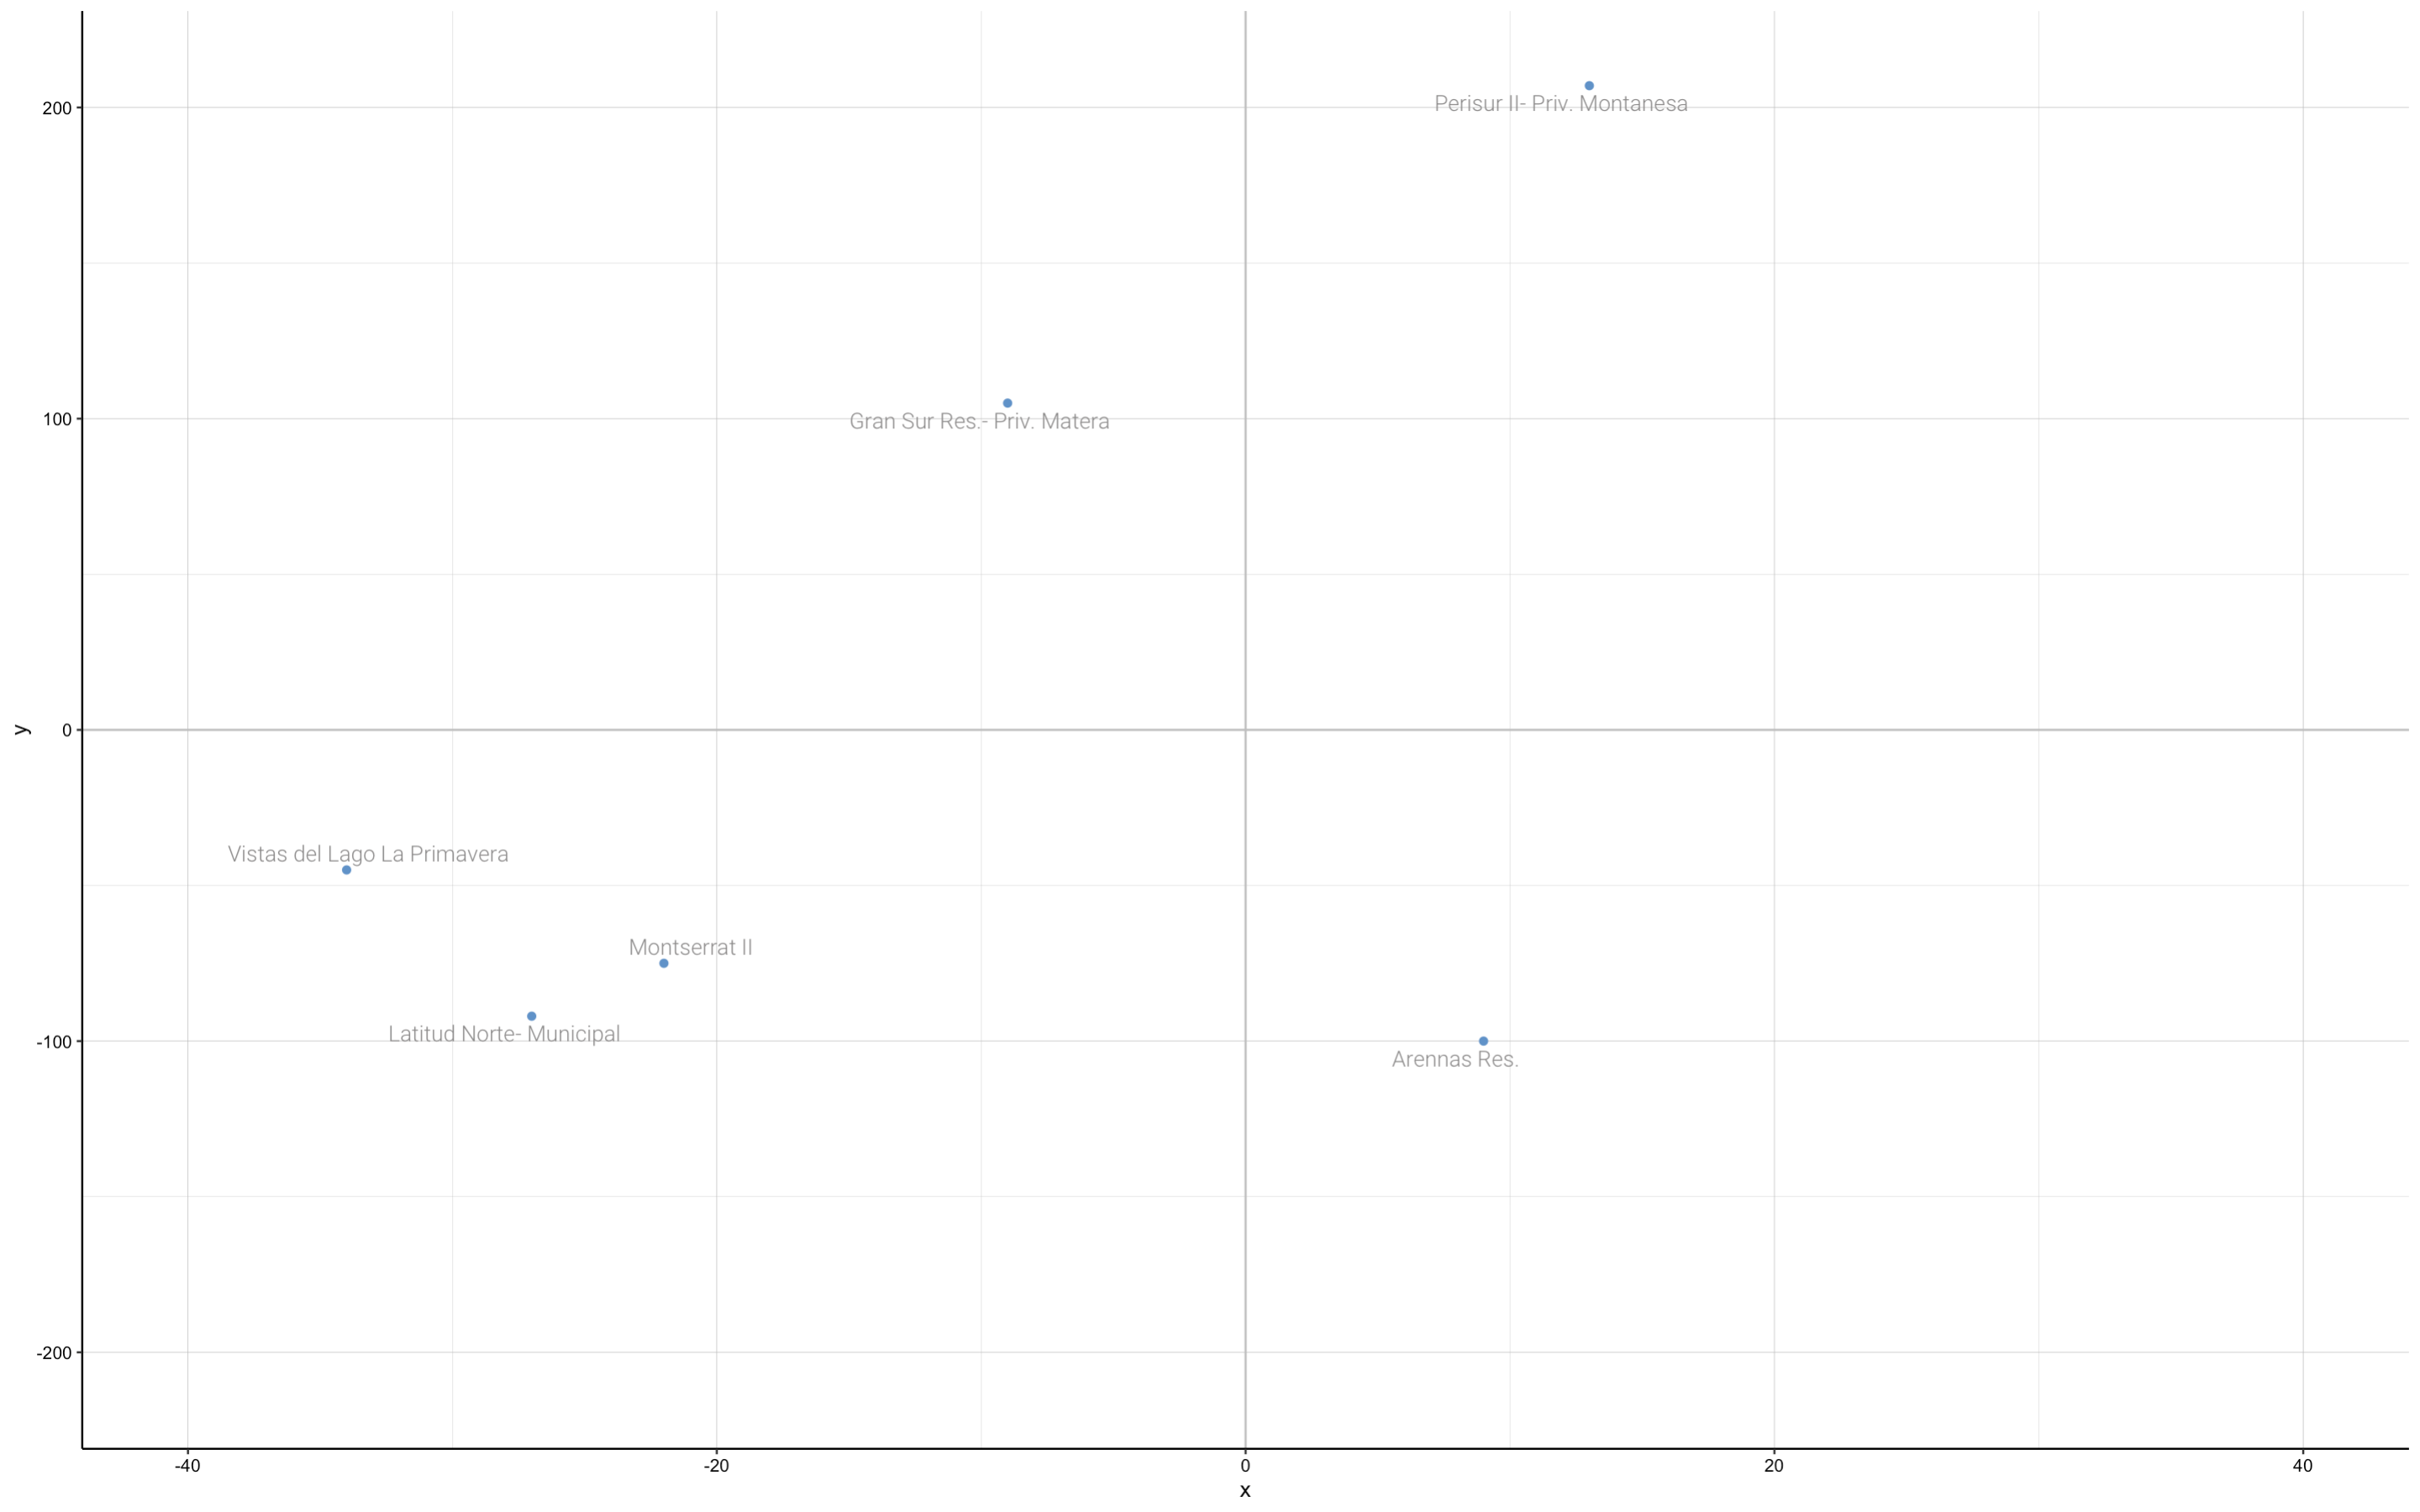 200
Perisur II- Priv. Montanesa
100
Gran Sur Res.- Priv. Matera
y
0
Vistas del Lago La Primavera
Montserrat II
Latitud Norte- Municipal
-100
Arennas Res.
-200
-40 -20 0 20 40
x